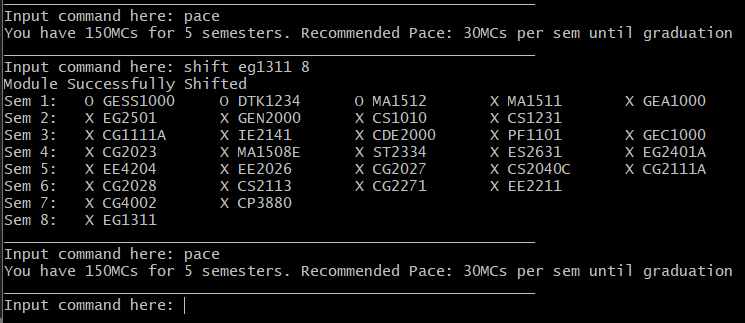 Input command here: pace
You have 150MCs for 5 semesters. Recommended Pace: 30MCs per sem until graduation
Input command here: shift eg1311 8
Module Successfully Shifted
Sem 1: O GESS1000 O DTK1234 O MA1512 X MA1511 X GEA1000
Sem 2: X EG2501 X GEN2000 X CS1010 X CS1231
Sem 3: X CG1111A X IE2141 X CDE2000 X PF1101 X GEC1000
Sem 4: X CG2023 X MA1508E X ST2334 X ES2631 X EG2401A
Sem 5: X EE4204 X EE2026 X CG2027 X CS2040C X CG2111A
Sem 6: X CG2028 X CS2113 X CG2271 X EE2211
Sem 7: X CG4002 X CP3880
Sem 8: X EG1311
Input command here: pace
You have 150MCs for 5 semesters. Recommended Pace: 30MCs per sem until graduation
Input command here: